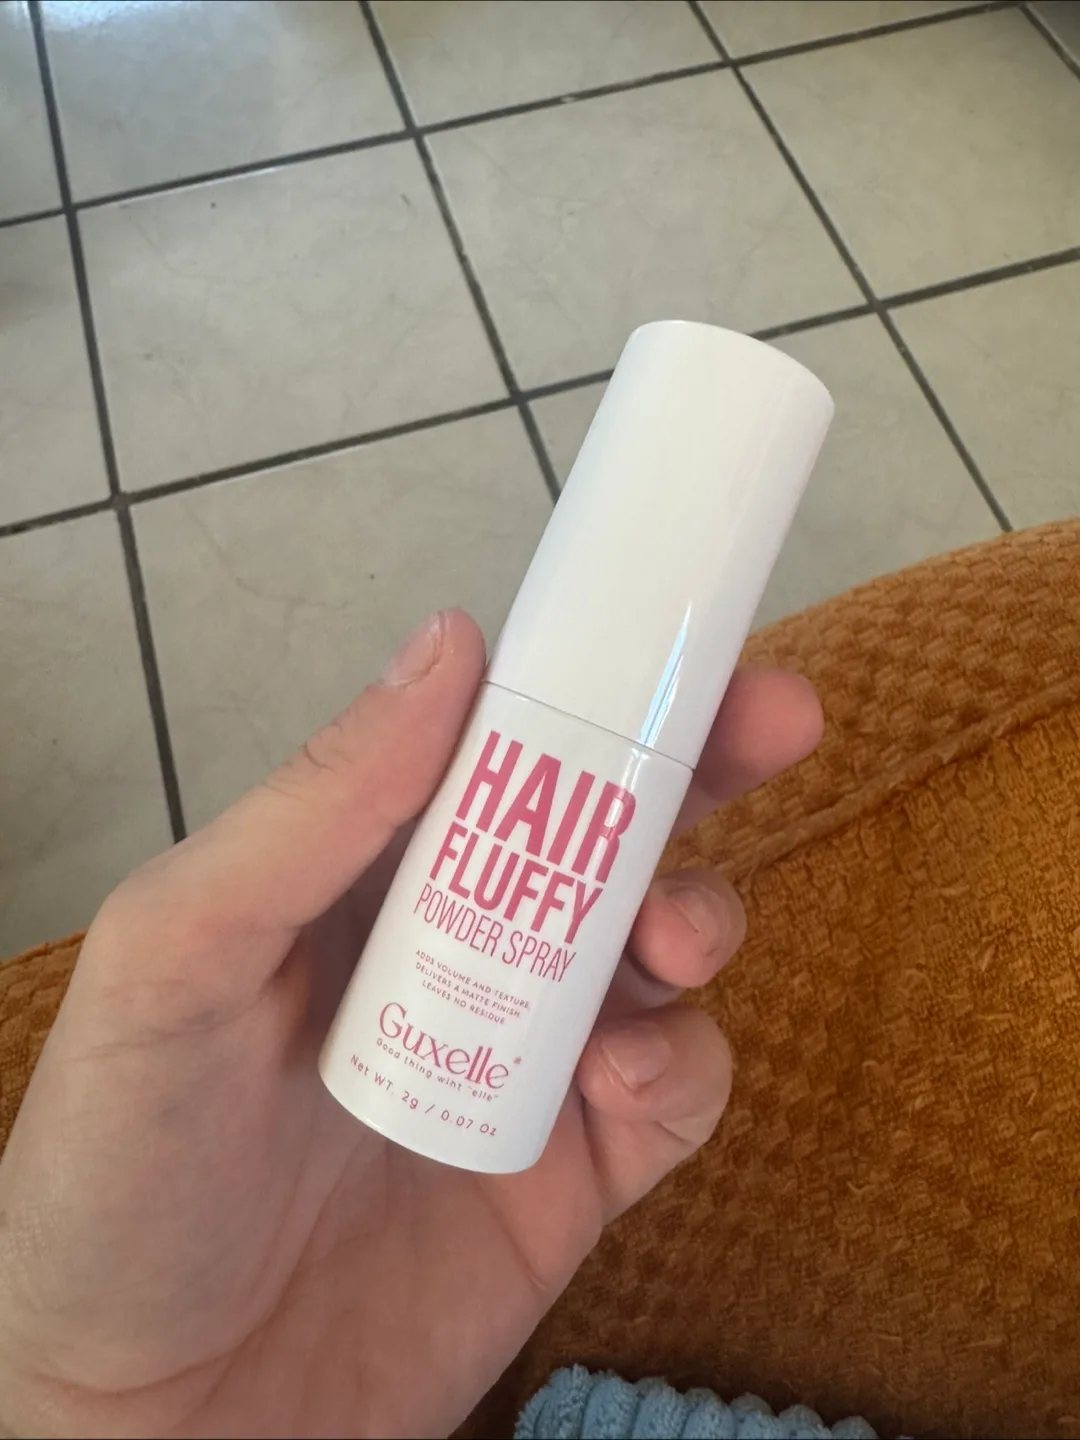 HAIR
FLUFFY
POWDER SPRAY
ADDS VOLUME AND TEXTURE,
DELIVERS A MATTE FINISH,
LEAVES NO RESIDUE
Guxelle®
Good thing wiht "elle"
Net WT. 2g / 0.07 oz